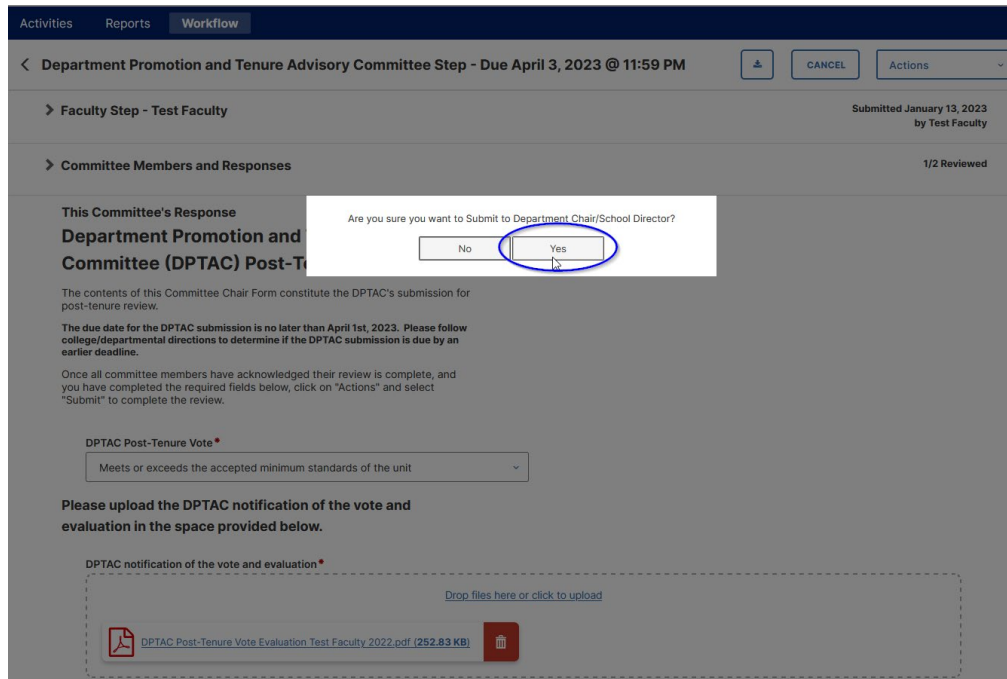 Activities Reports Workflow
Department Promotion and Tenure Advisory Committee Step - Due April 3, 2023 @ 11:59 PM
CANCEL
Actions
Faculty Step - Test Faculty
Submitted January 13, 2023
by Test Faculty
Committee Members and Responses
1/2 Reviewed
Are you sure you want to Submit to Department Chair/School Director?
No
Yes
This Committee's Response
Department Promotion and
Committee (DPTAC) Post-Te
The contents of this Committee Chair Form constitute the DPTAC's submission for
post-tenure review.
The due date for the DPTAC submission is no later than April 1st, 2023. Please follow
college/departmental directions to determine if the DPTAC submission is due by an
earlier deadline.
Once all committee members have acknowledged their review is complete, and
you have completed the required fields below, click on "Actions" and select
"Submit" to complete the review.
DPTAC Post-Tenure Vote*
Meets or exceeds the accepted minimum standards of the unit
Please upload the DPTAC notification of the vote and
evaluation in the space provided below.
DPTAC notification of the vote and evaluation*
Drop files here or click to upload
DPTAC Post-Tenure Vote Evaluation Test Faculty 2022.pdf (252.83 KB)